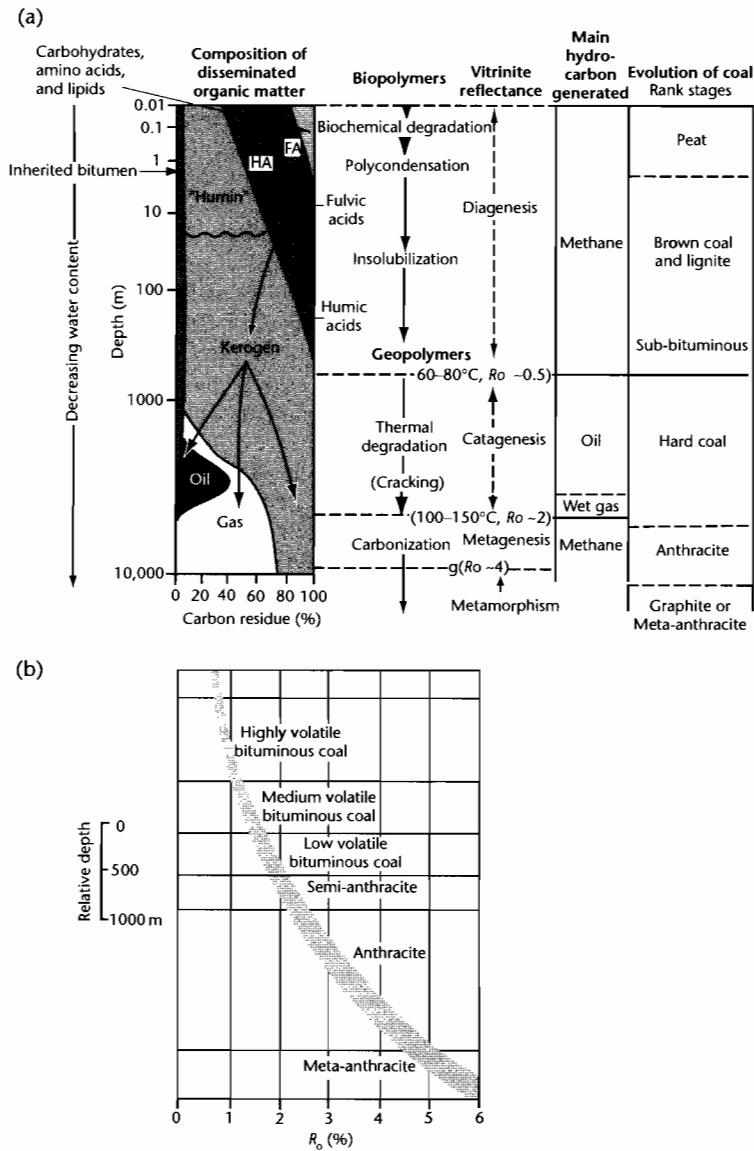 (a)
Carbohydrates,
amino acids,
and lipids
Composition of
disseminated
organic matter
Biopolymers
Vitrinite
reflectance
Main
hydro-
carbon
generated
Evolution of coal
Rank stages
0.01
0.1
1
10
100
1000
10,000
Depth (m)
Decreasing water content
Inherited bitumen
HA
FA
"Humin"
Fulvic
acids
Humic
acids
Kerogen
Oil
Gas
0 20 40 60 80 100
Carbon residue (%)
Biochemical degradation
Polycondensation
Insolubilization
Geopolymers
60–80°C, Ro ~0.5)
Thermal
degradation
(Cracking)
(100–150°C, Ro ~2)
Carbonization
g(Ro ~4)
Diagenesis
Catagenesis
Metagenesis
Metamorphism
Methane
Oil
Wet gas
Methane
Peat
Brown coal
and lignite
Sub-bituminous
Hard coal
Anthracite
Graphite or
Meta-anthracite
(b)
Highly volatile
bituminous coal
Medium volatile
bituminous coal
Low volatile
bituminous coal
Semi-anthracite
Anthracite
Meta-anthracite
Relative depth
0
500
1000 m
0 1 2 3 4 5 6
Ro (%)